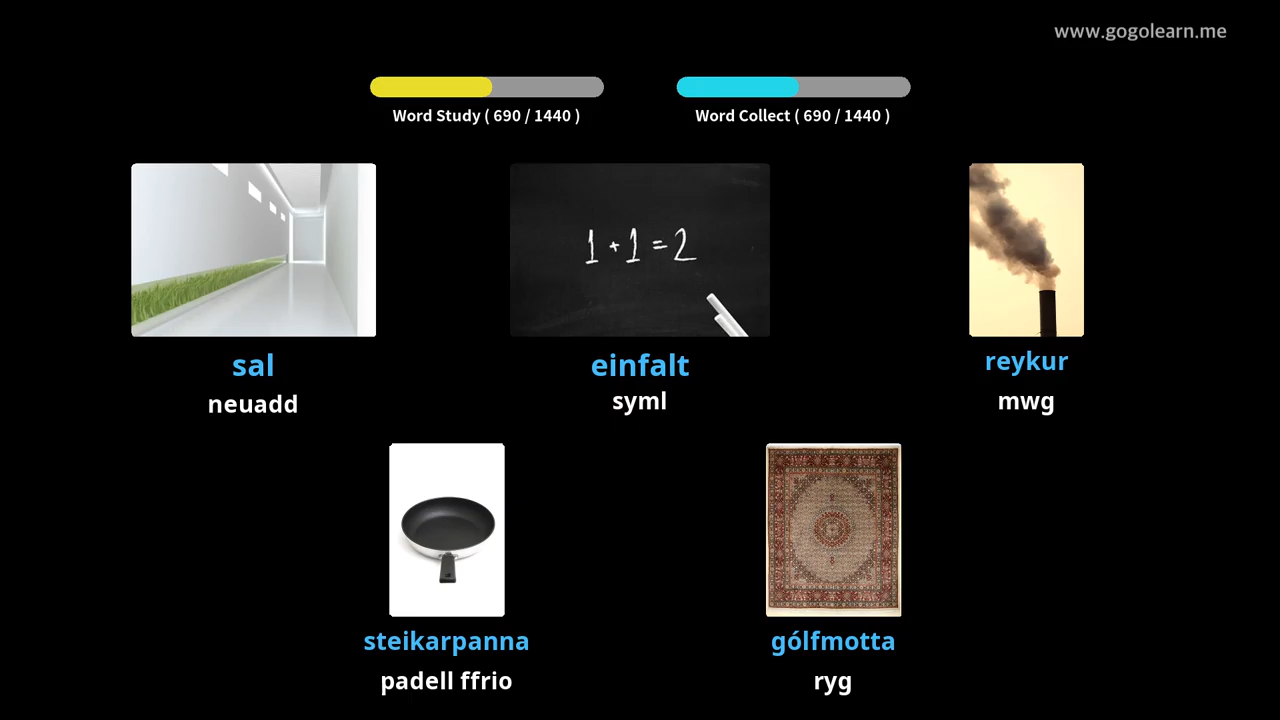 www.gogolearn.me
Word Study ( 690 / 1440 )
Word Collect ( 690 / 1440 )
1 + 1 = 2
sal
neuadd
einfalt
syml
reykur
mwg
steikarpanna
padell ffrio
gólfmotta
ryg